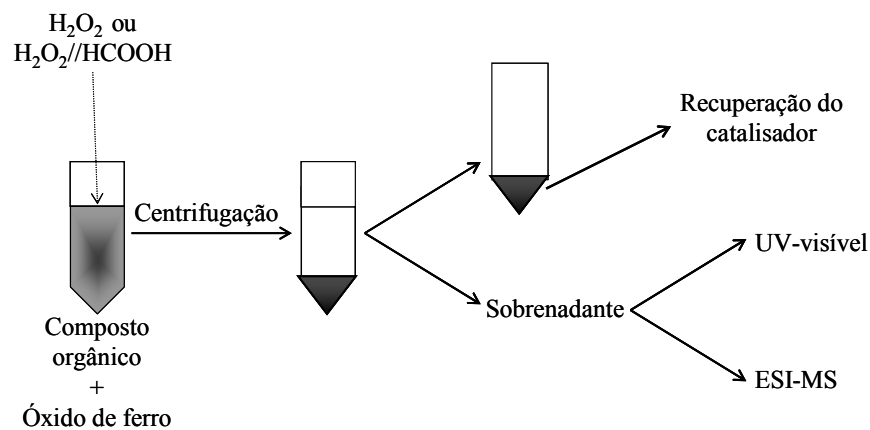 H₂O₂ ou
H₂O₂//HCOOH
Centrifugação
Composto
orgânico
+
Óxido de ferro
Recuperação do
catalisador
Sobrenadante
UV-visível
ESI-MS